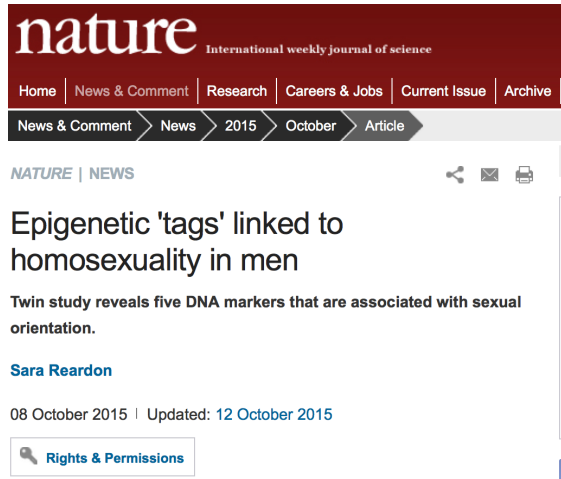 nature International weekly journal of science
Home News & Comment Research Careers & Jobs Current Issue Archive
News & Comment News 2015 October Article
NATURE | NEWS
Epigenetic 'tags' linked to
homosexuality in men
Twin study reveals five DNA markers that are associated with sexual
orientation.
Sara Reardon
08 October 2015 | Updated: 12 October 2015
Rights & Permissions